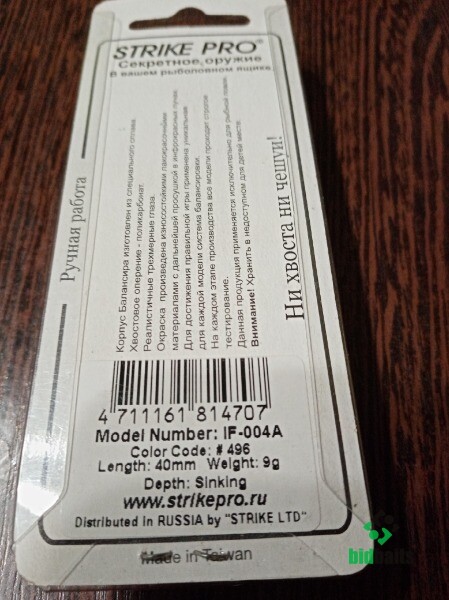 STRIKE PRO®
Секретное оружие
В вашем рыболовном ящике
Ручная работа
Корпус Балансира изготовлен из специального сплава.
Хвостовое оперение - поликарбонат.
Реалистичные трехмерные глаза.
Окраска произведена износостойкими лакокрасочными
материалами с дальнейшей просушкой в инфрокрасных лучах.
Для достижения правильной игры применена уникальная
для каждой модели система балансировки.
На каждом этапе производства все модели проходят строгое
тестирование.
Данная продукция применяется исключительно для рыбной ловли.
Внимание! Хранить в недоступном для детей месте.
Ни хвоста ни чешуи!
4 711161 814707
Model Number: IF-004A
Color Code: # 496
Length: 40mm Weight: 9g
Depth: Sinking
www.strikepro.ru
Distributed in RUSSIA by "STRIKE LTD"
Made in Taiwan
bidbaits